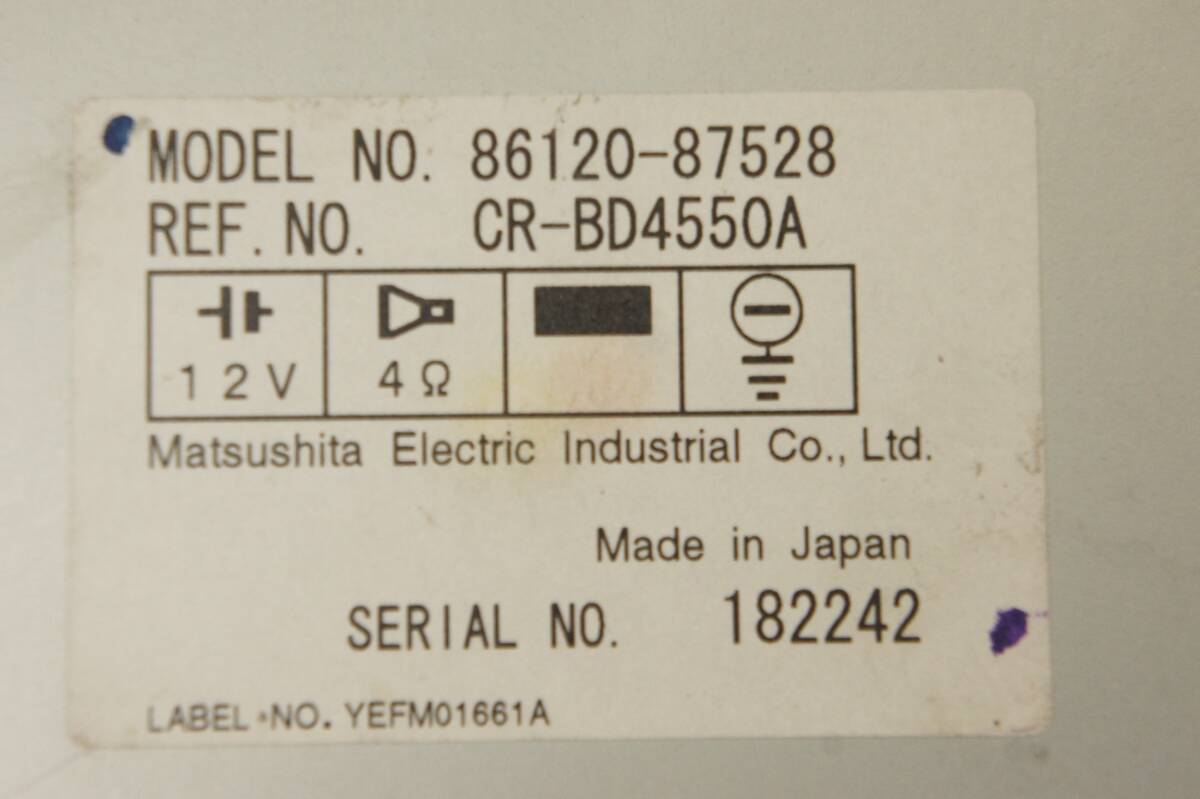 MODEL NO. 86120-87528
REF. NO. CR-BD4550A
12V 4Ω
Matsushita Electric Industrial Co., Ltd.
Made in Japan
SERIAL NO. 182242
LABEL NO. YEFM01661A